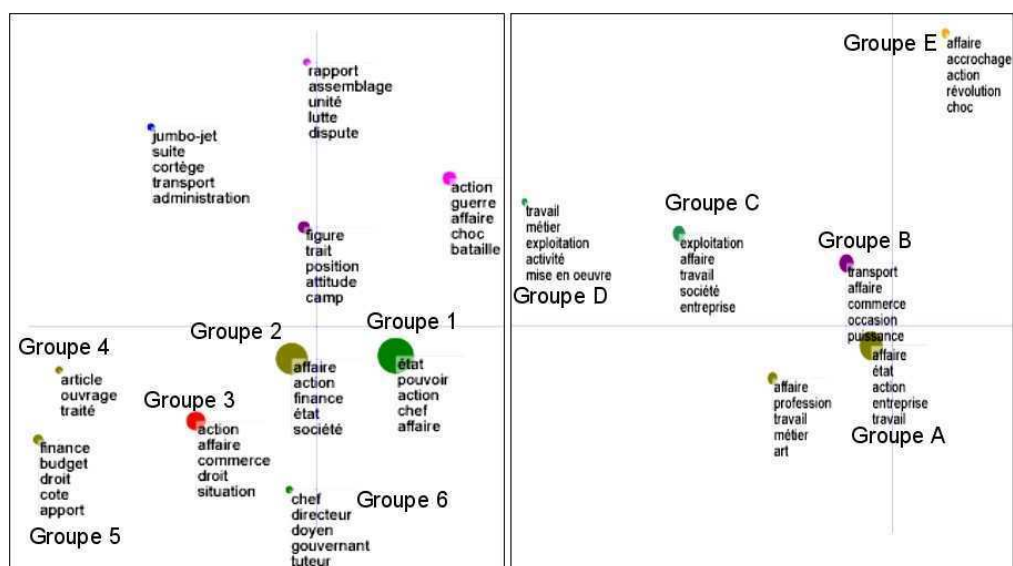 rapport
assemblage
unité
lutte
dispute
jumbo-jet
suite
cortège
transport
administration
action
guerre
affaire
choc
bataille
figure
trait
position
attitude
camp
Groupe 2
affaire
action
finance
état
société
Groupe 1
état
pouvoir
action
chef
affaire
Groupe 4
article
ouvrage
traité
Groupe 3
action
affaire
commerce
droit
situation
finance
budget
droit
cote
apport
Groupe 5
Groupe 6
chef
directeur
doyen
gouvernant
tuteur
Groupe E
affaire
accrochage
action
révolution
choc
travail
métier
exploitation
activité
mise en oeuvre
Groupe D
Groupe C
exploitation
affaire
travail
société
entreprise
Groupe B
transport
affaire
commerce
occasion
puissance
affaire
état
action
entreprise
travail
Groupe A
affaire
profession
travail
métier
art